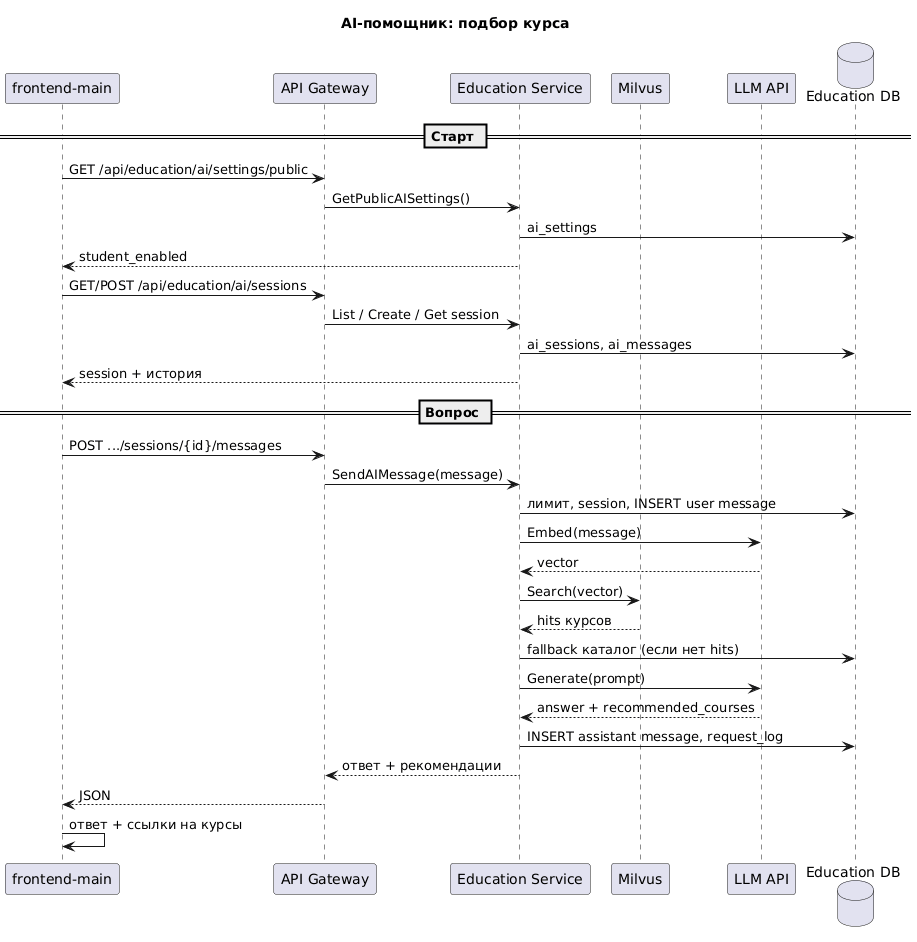 AI-помощник: подбор курса
frontend-main
API Gateway
Education Service
Milvus
LLM API
Education DB
Старт
GET /api/education/ai/settings/public
GetPublicAISettings()
ai_settings
student_enabled
GET/POST /api/education/ai/sessions
List / Create / Get session
ai_sessions, ai_messages
session + история
Вопрос
POST .../sessions/{id}/messages
SendAIMessage(message)
лимит, session, INSERT user message
Embed(message)
vector
Search(vector)
hits курсов
fallback каталог (если нет hits)
Generate(prompt)
answer + recommended_courses
INSERT assistant message, request_log
ответ + рекомендации
JSON
ответ + ссылки на курсы
frontend-main
API Gateway
Education Service
Milvus
LLM API
Education DB